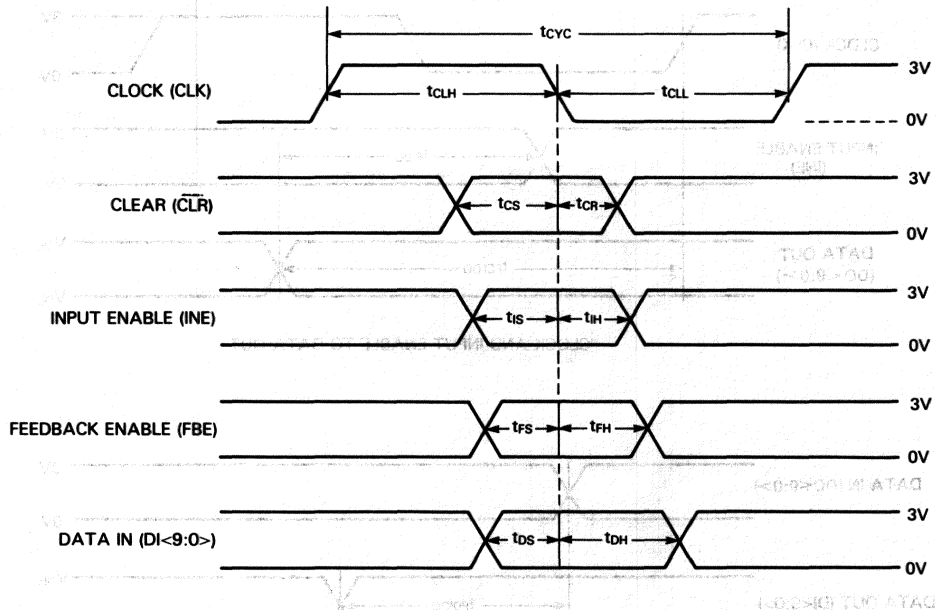 tCYC
CLOCK (CLK)
tCLH
tCLL
3V
0V
CLEAR (CLR)
tCS
tCR
3V
0V
INPUT ENABLE (INE)
tIS
tIH
3V
0V
FEEDBACK ENABLE (FBE)
tFS
tFH
3V
0V
DATA IN (DI<9:0>)
tDS
tDH
3V
0V